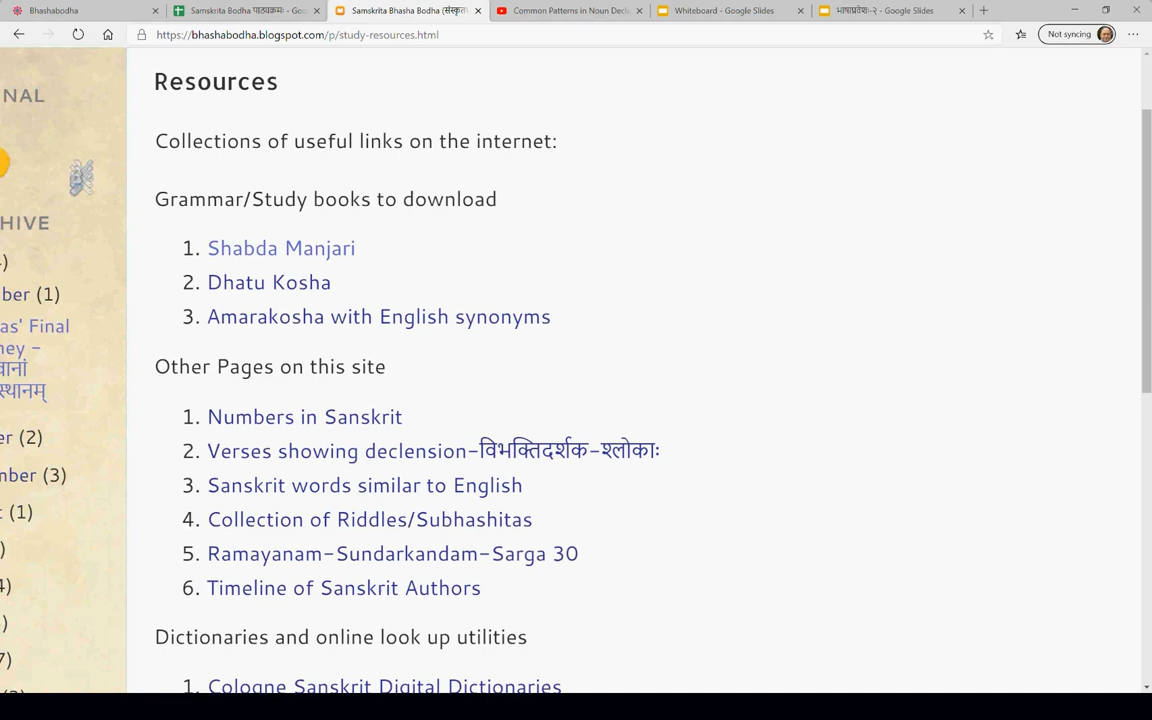 Bhashabodha
Samskrita Bodha पाठ्यक्रमः - Goo
Samskrita Bhasha Bodha (संस्कृत
Common Patterns in Noun Decl
Whiteboard - Google Slides
भाषाप्रवेशः-२ - Google Slides
https://bhashabodha.blogspot.com/p/study-resources.html
Not syncing
NAL
HIVE
ber (1)
as' Final
ney -
स्थानम्
er (2)
mber (3)
(1)
4)
7)
Resources
Collections of useful links on the internet:
Grammar/Study books to download
1. Shabda Manjari
2. Dhatu Kosha
3. Amarakosha with English synonyms
Other Pages on this site
1. Numbers in Sanskrit
2. Verses showing declension-विभक्तिदर्शक-श्लोकाः
3. Sanskrit words similar to English
4. Collection of Riddles/Subhashitas
5. Ramayanam-Sundarkandam-Sarga 30
6. Timeline of Sanskrit Authors
Dictionaries and online look up utilities
1. Cologne Sanskrit Digital Dictionaries